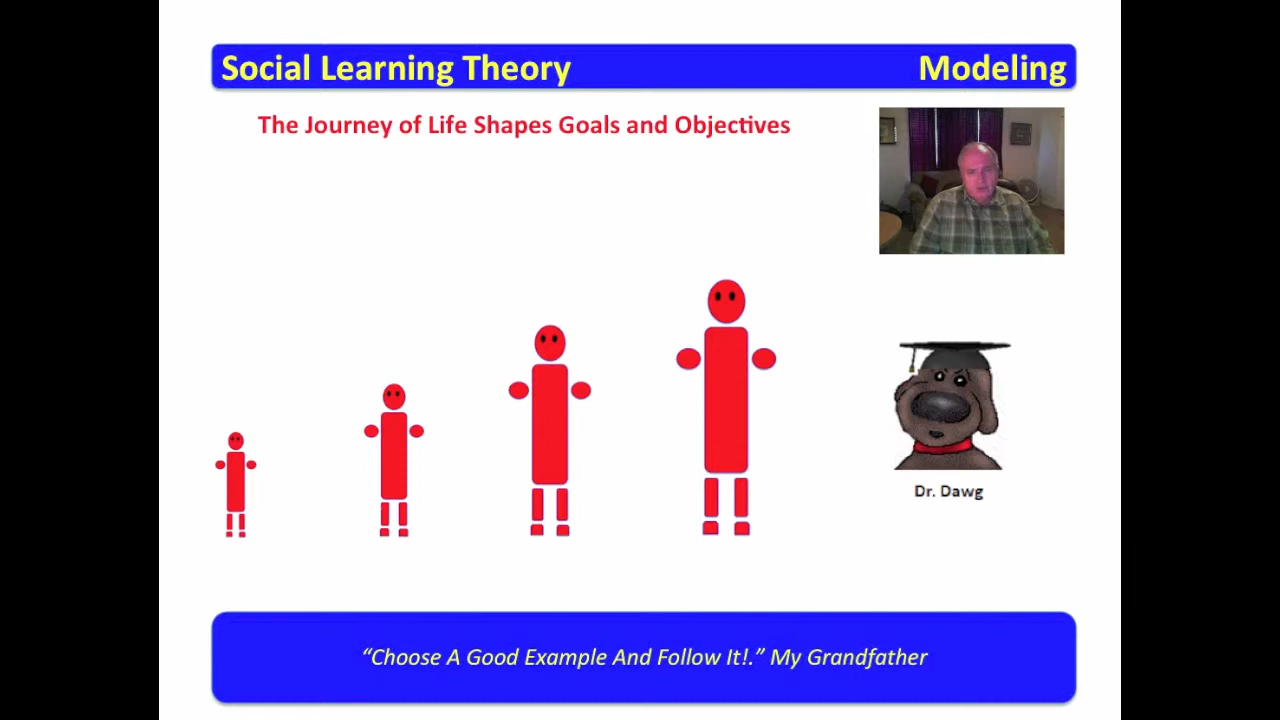 Social Learning Theory Modeling
The Journey of Life Shapes Goals and Objectives
Dr. Dawg
“Choose A Good Example And Follow It!.” My Grandfather